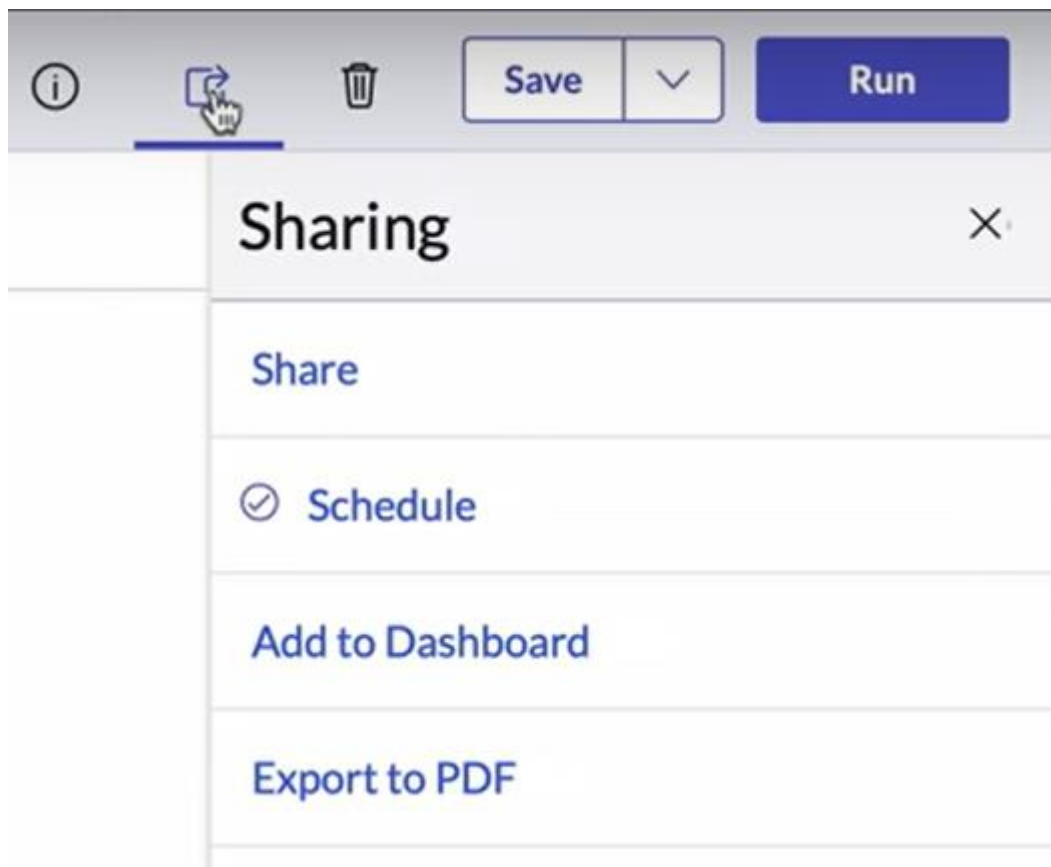 Save
Run
Sharing
Share
Schedule
Add to Dashboard
Export to PDF